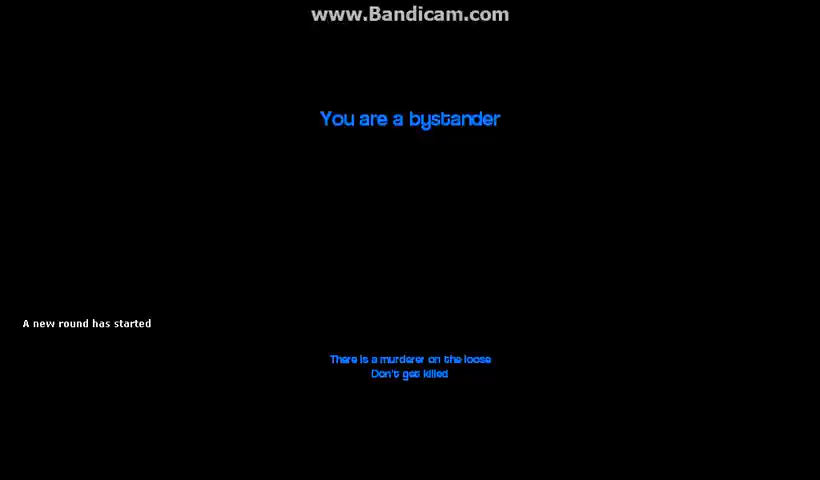 www.Bandicam.com
You are a bystander
A new round has started
There is a murderer on the loose
Don't get killed